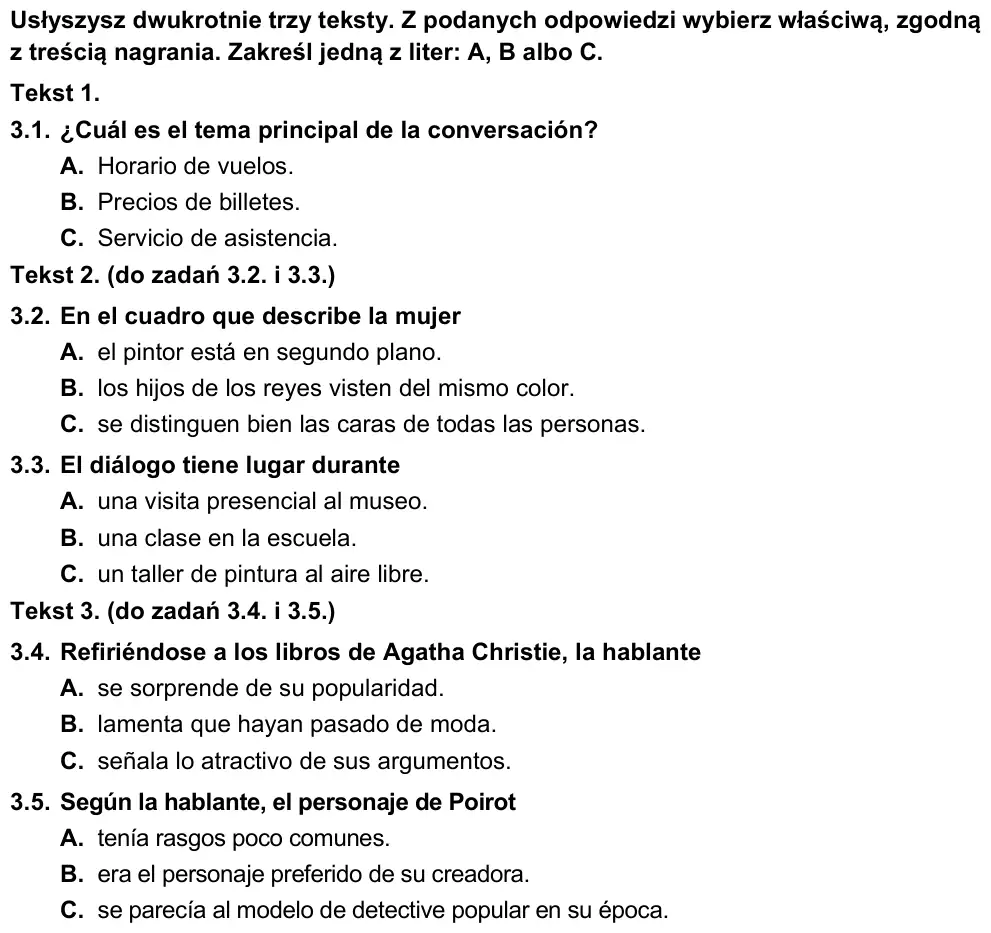 Usłyszysz dwukrotnie trzy teksty. Z podanych odpowiedzi wybierz właściwą, zgodną
z treścią nagrania. Zakreśl jedną z liter: A, B albo C.
Tekst 1.
3.1. ¿Cuál es el tema principal de la conversación?
A. Horario de vuelos.
B. Precios de billetes.
C. Servicio de asistencia.
Tekst 2. (do zadań 3.2. i 3.3.)
3.2. En el cuadro que describe la mujer
A. el pintor está en segundo plano.
B. los hijos de los reyes visten del mismo color.
C. se distinguen bien las caras de todas las personas.
3.3. El diálogo tiene lugar durante
A. una visita presencial al museo.
B. una clase en la escuela.
C. un taller de pintura al aire libre.
Tekst 3. (do zadań 3.4. i 3.5.)
3.4. Refiriéndose a los libros de Agatha Christie, la hablante
A. se sorprende de su popularidad.
B. lamenta que hayan pasado de moda.
C. señala lo atractivo de sus argumentos.
3.5. Según la hablante, el personaje de Poirot
A. tenía rasgos poco comunes.
B. era el personaje preferido de su creadora.
C. se parecía al modelo de detective popular en su época.